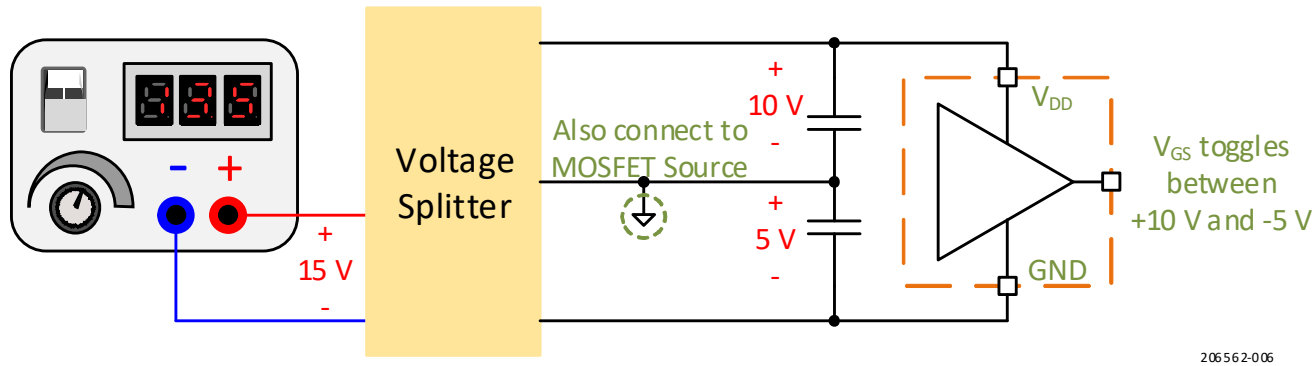 135
- +
+
15 V
-
Voltage
Splitter
Also connect to
MOSFET Source
+
10 V
-
+
5 V
-
VDD
GND
VGS toggles
between
+10 V and -5 V
206562-006